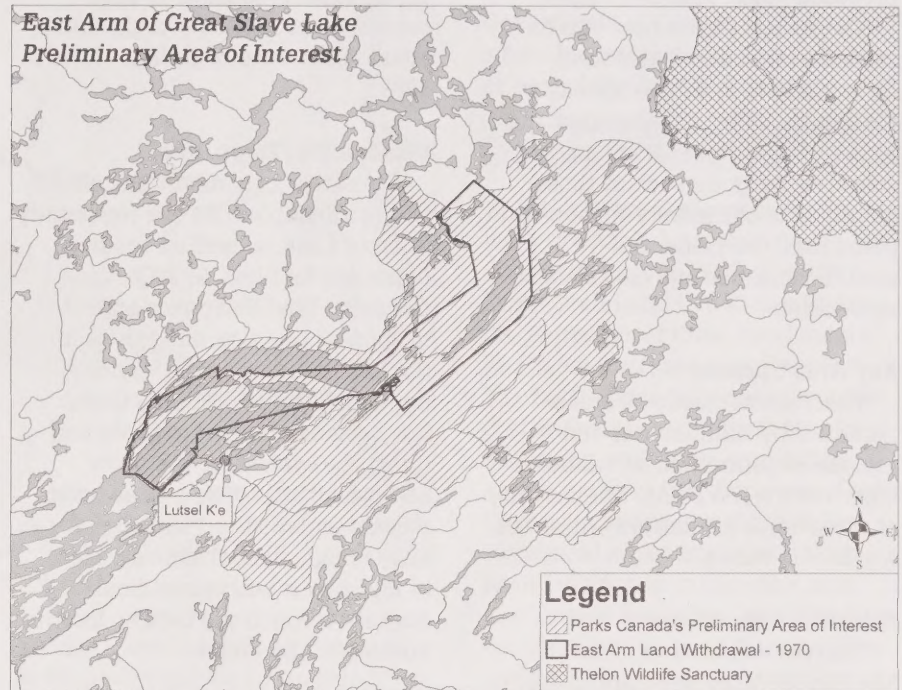 East Arm of Great Slave Lake
Preliminary Area of Interest
Lutsel K'e
N
W
E
S
Legend
Parks Canada's Preliminary Area of Interest
East Arm Land Withdrawal - 1970
Thelon Wildlife Sanctuary